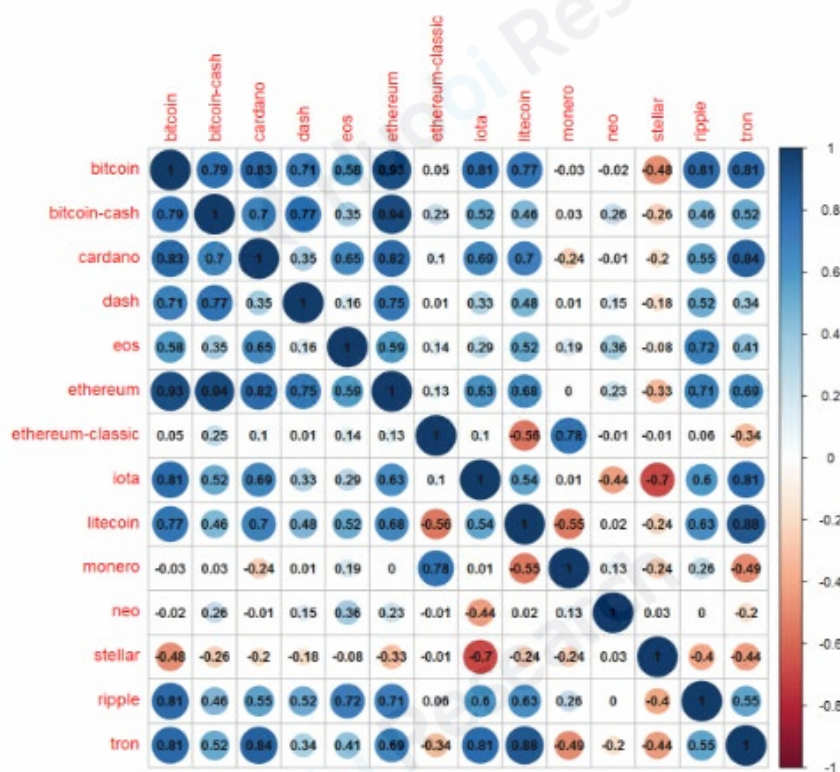 bitcoin bitcoin-cash cardano dash eos ethereum ethereum-classic iota litecoin monero neo stellar ripple tron
bitcoin 1 0.79 0.83 0.71 0.58 0.93 0.05 0.81 0.77 -0.03 -0.02 -0.48 0.81 0.81
bitcoin-cash 0.79 1 0.7 0.77 0.35 0.94 0.25 0.52 0.46 0.03 0.26 -0.26 0.46 0.52
cardano 0.83 0.7 1 0.35 0.65 0.82 0.1 0.69 0.7 -0.24 -0.01 -0.2 0.55 0.84
dash 0.71 0.77 0.35 1 0.16 0.75 0.01 0.33 0.48 0.01 0.15 -0.18 0.52 0.34
eos 0.58 0.35 0.65 0.16 1 0.59 0.14 0.29 0.52 0.19 0.36 -0.08 0.72 0.41
ethereum 0.93 0.94 0.82 0.75 0.59 1 0.13 0.63 0.68 0 0.23 -0.33 0.71 0.69
ethereum-classic 0.05 0.25 0.1 0.01 0.14 0.13 1 0.1 -0.56 0.78 -0.01 -0.01 0.06 -0.34
iota 0.81 0.52 0.69 0.33 0.29 0.63 0.1 1 0.54 0.01 -0.44 -0.7 0.6 0.81
litecoin 0.77 0.46 0.7 0.48 0.52 0.68 -0.56 0.54 1 -0.55 0.02 -0.24 0.63 0.88
monero -0.03 0.03 -0.24 0.01 0.19 0 0.78 0.01 -0.55 1 0.13 -0.24 0.26 -0.49
neo -0.02 0.26 -0.01 0.15 0.36 0.23 -0.01 -0.44 0.02 0.13 1 0.03 0 -0.2
stellar -0.48 -0.26 -0.2 -0.18 -0.08 -0.33 -0.01 -0.7 -0.24 -0.24 0.03 1 -0.4 -0.44
ripple 0.81 0.46 0.55 0.52 0.72 0.71 0.06 0.6 0.63 0.26 0 -0.4 1 0.55
tron 0.81 0.52 0.84 0.34 0.41 0.69 -0.34 0.81 0.88 -0.49 -0.2 -0.44 0.55 1
1
0.8
0.6
0.4
0.2
0
-0.2
-0.4
-0.6
-0.8
-1
Research